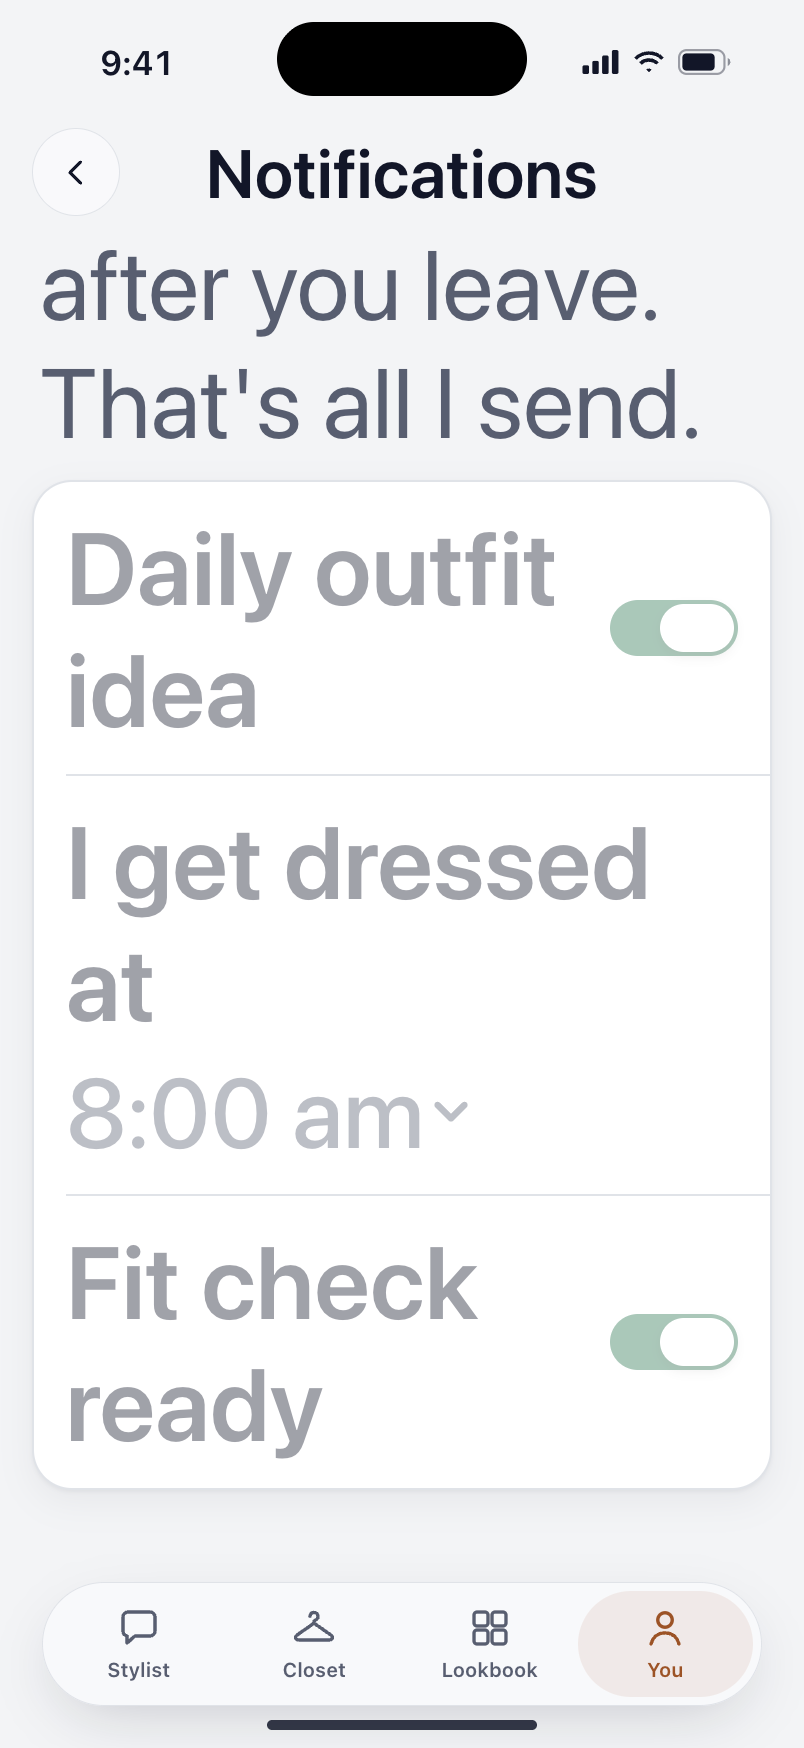 9:41
Notifications
after you leave.
That's all I send.
Daily outfit
idea
I get dressed
at
8:00 am
Fit check
ready
Stylist
Closet
Lookbook
You